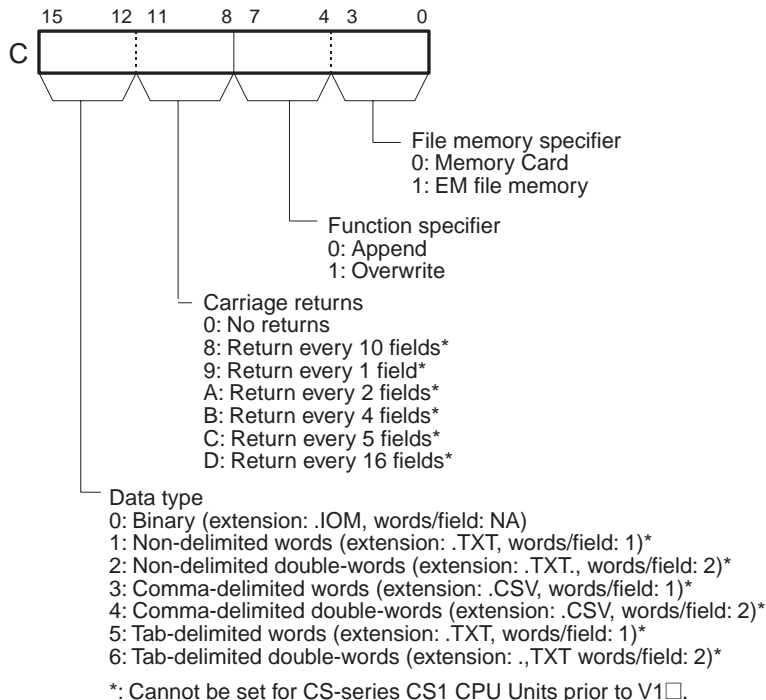 15 12 11 8 7 4 3 0
C
File memory specifier
0: Memory Card
1: EM file memory
Function specifier
0: Append
1: Overwrite
Carriage returns
0: No returns
8: Return every 10 fields*
9: Return every 1 field*
A: Return every 2 fields*
B: Return every 4 fields*
C: Return every 5 fields*
D: Return every 16 fields*
Data type
0: Binary (extension: .IOM, words/field: NA)
1: Non-delimited words (extension: .TXT, words/field: 1)*
2: Non-delimited double-words (extension: .TXT., words/field: 2)*
3: Comma-delimited words (extension: .CSV, words/field: 1)*
4: Comma-delimited double-words (extension: .CSV, words/field: 2)*
5: Tab-delimited words (extension: .TXT, words/field: 1)*
6: Tab-delimited double-words (extension: .,TXT words/field: 2)*
*: Cannot be set for CS-series CS1 CPU Units prior to V1□.